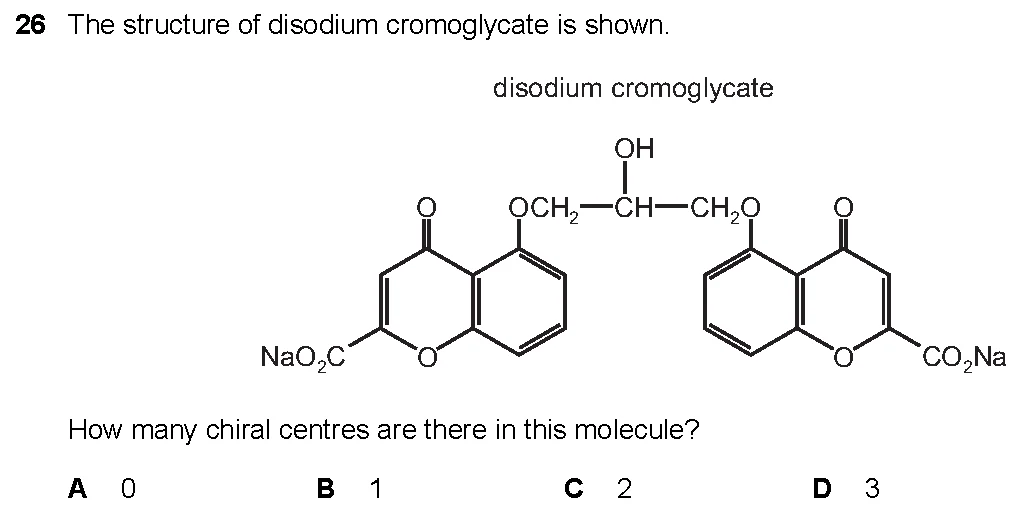 26 The structure of disodium cromoglycate is shown.
disodium cromoglycate
OH
O OCH₂ CH CH₂O O
NaO₂C O O CO₂Na
How many chiral centres are there in this molecule?
A 0 B 1 C 2 D 3